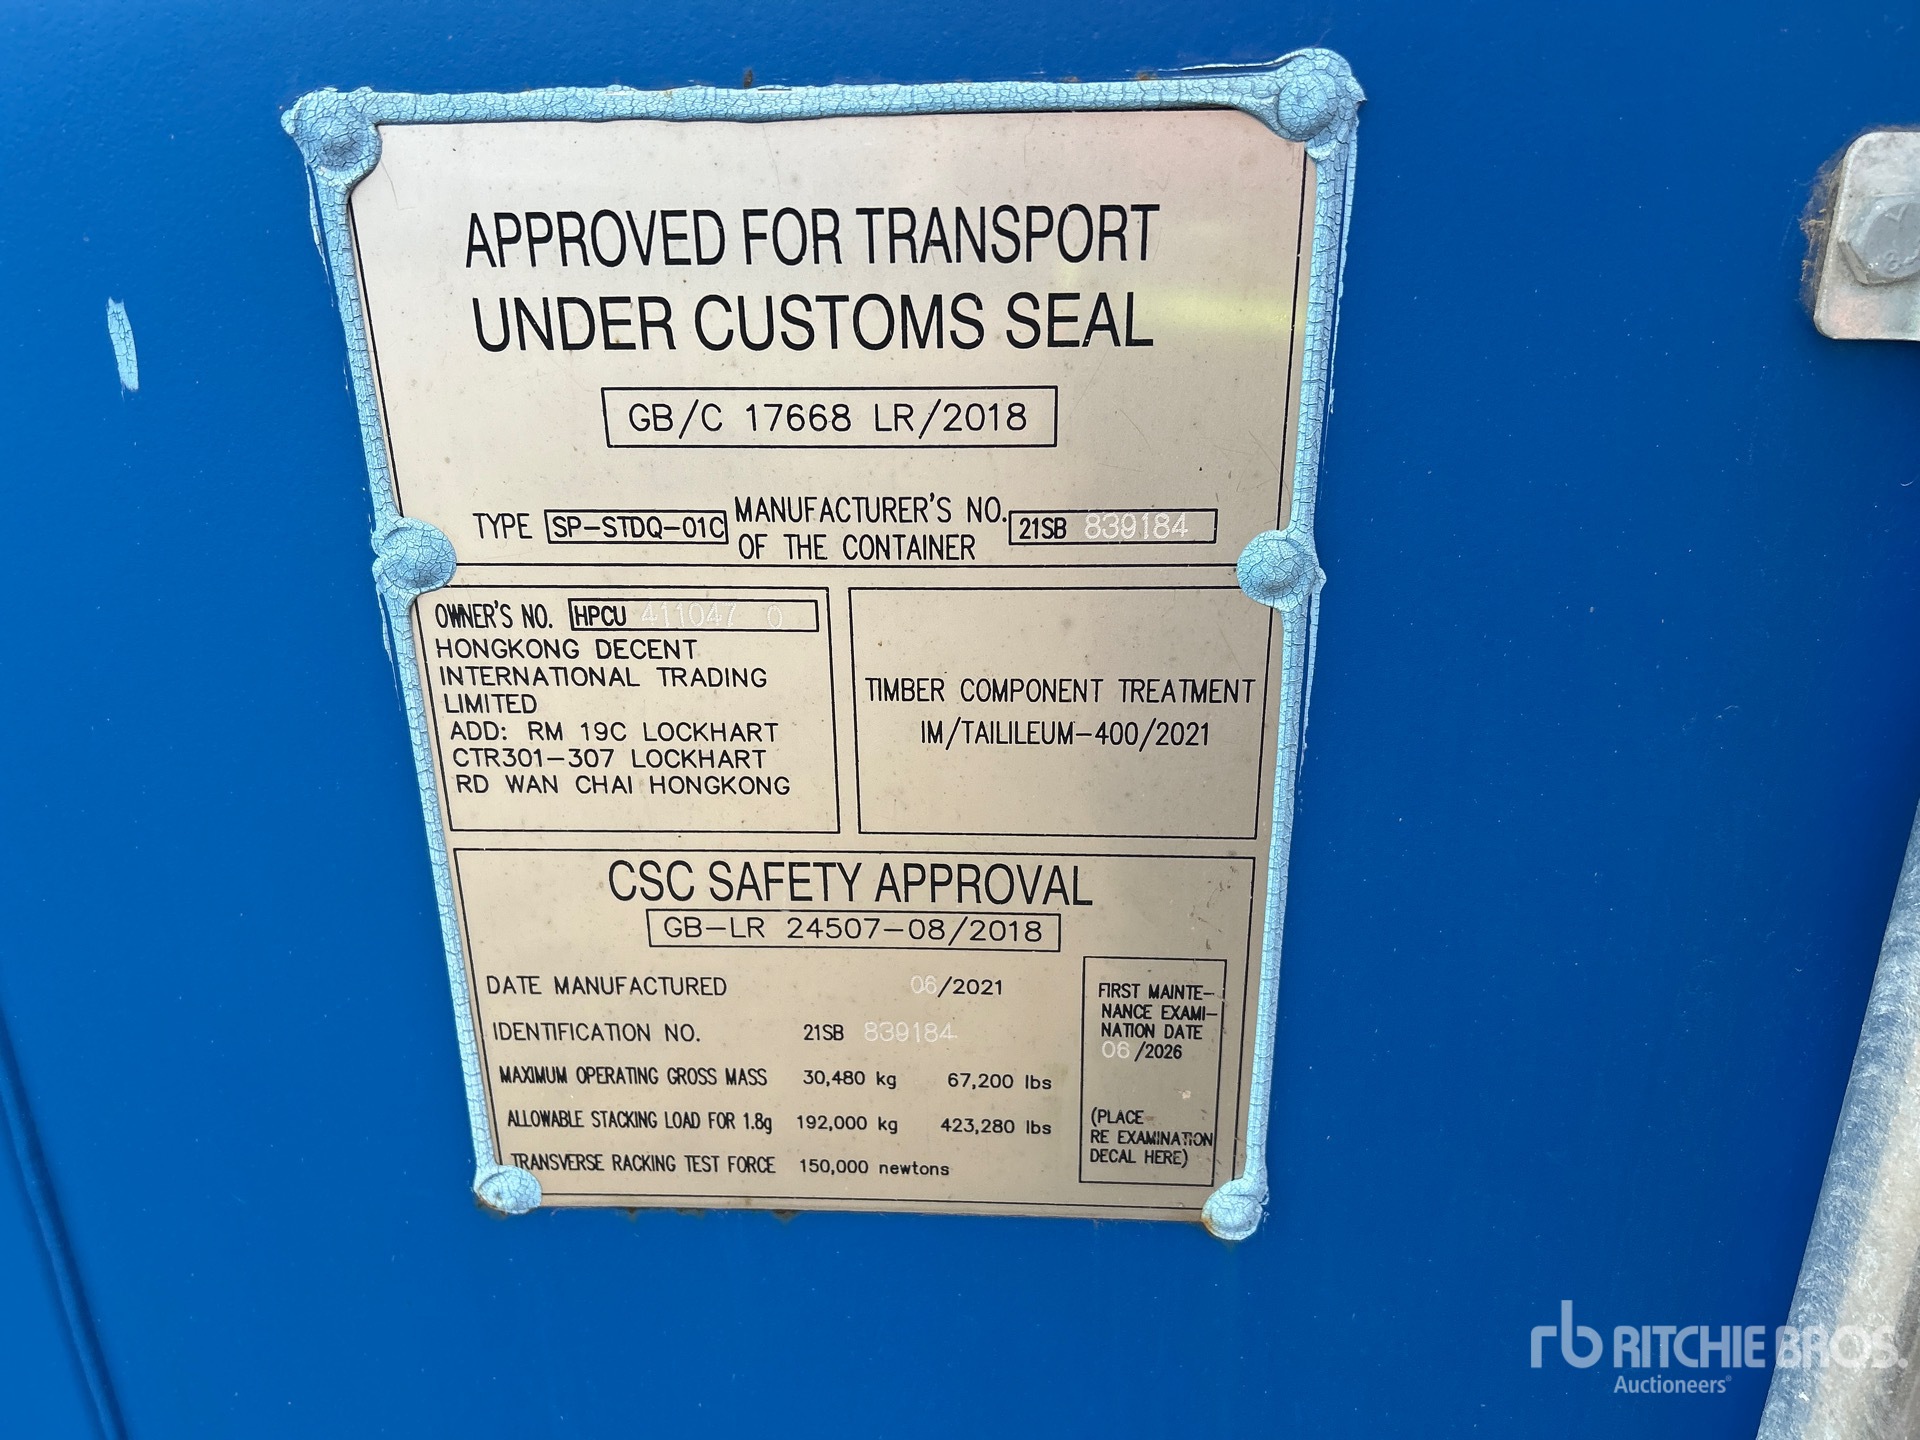 APPROVED FOR TRANSPORT
UNDER CUSTOMS SEAL
GB/C 17668 LR/2018
TYPE SP-STDQ-01C MANUFACTURER'S NO. OF THE CONTAINER 21SB 839184
OWNER'S NO. HPCU 411047 0
HONGKONG DECENT
INTERNATIONAL TRADING
LIMITED
ADD: RM 19C LOCKHART
CTR301-307 LOCKHART
RD WAN CHAI HONGKONG
TIMBER COMPONENT TREATMENT
IM/TAILILEUM-400/2021
CSC SAFETY APPROVAL
GB-LR 24507-08/2018
DATE MANUFACTURED 06/2021
IDENTIFICATION NO. 21SB 839184
MAXIMUM OPERATING GROSS MASS 30,480 kg 67,200 lbs
ALLOWABLE STACKING LOAD FOR 1.8g 192,000 kg 423,280 lbs
TRANSVERSE RACKING TEST FORCE 150,000 newtons
FIRST MAINTE-
NANCE EXAMI-
NATION DATE
06/2026
(PLACE
RE EXAMINATION
DECAL HERE)
rb RITCHIE BROS.
Auctioneers